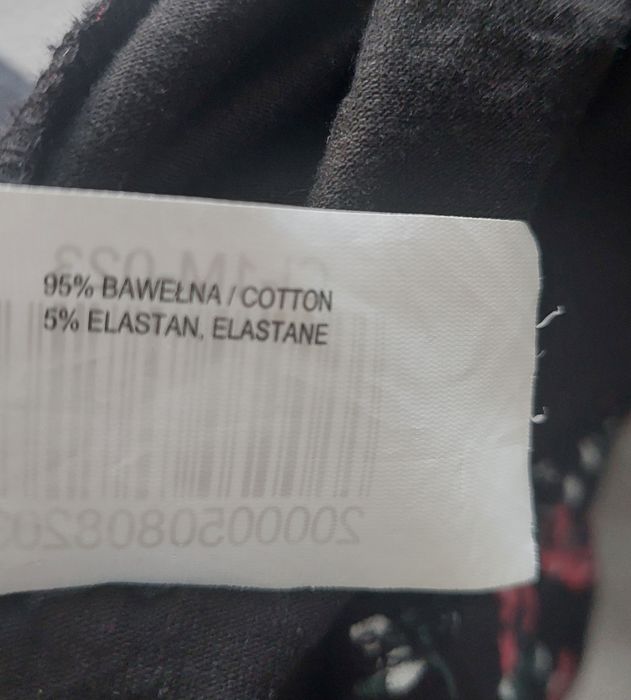 95% BAWEŁNA / COTTON
5% ELASTAN, ELASTANE